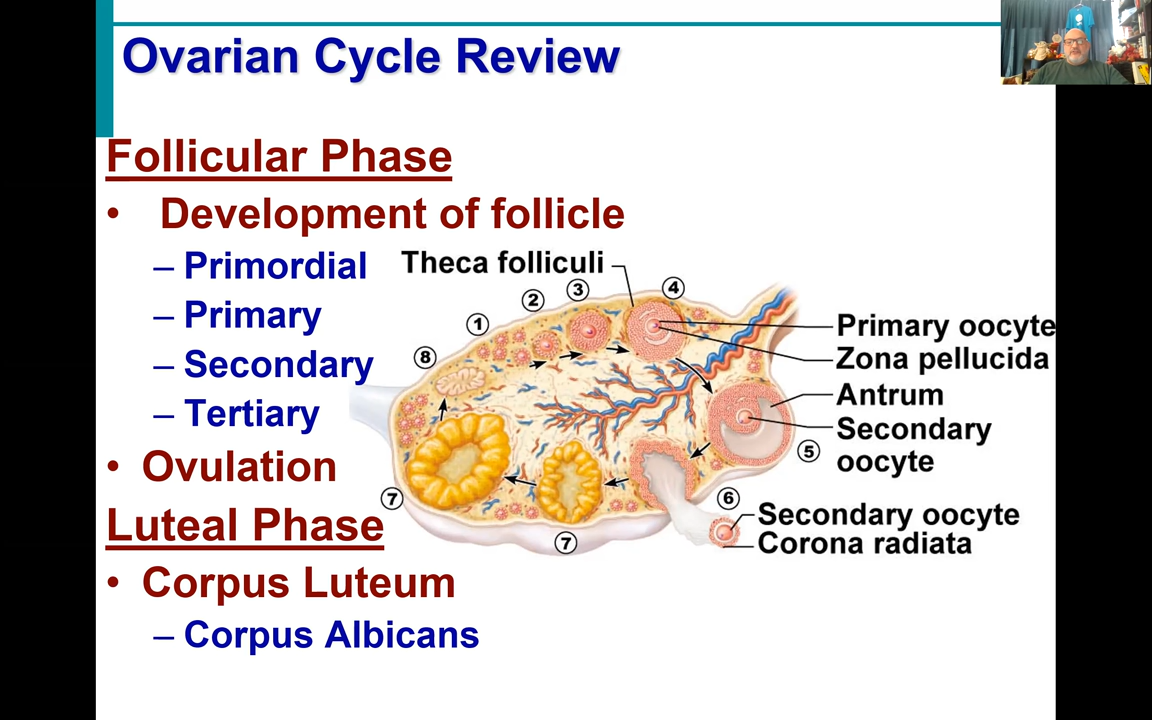 Ovarian Cycle Review
Follicular Phase
• Development of follicle
– Primordial
– Primary
– Secondary
– Tertiary
• Ovulation
Luteal Phase
• Corpus Luteum
– Corpus Albicans
Theca folliculi
1
2
3
4
Primary oocyte
Zona pellucida
Antrum
Secondary
oocyte
5
6
Secondary oocyte
Corona radiata
7
7
8